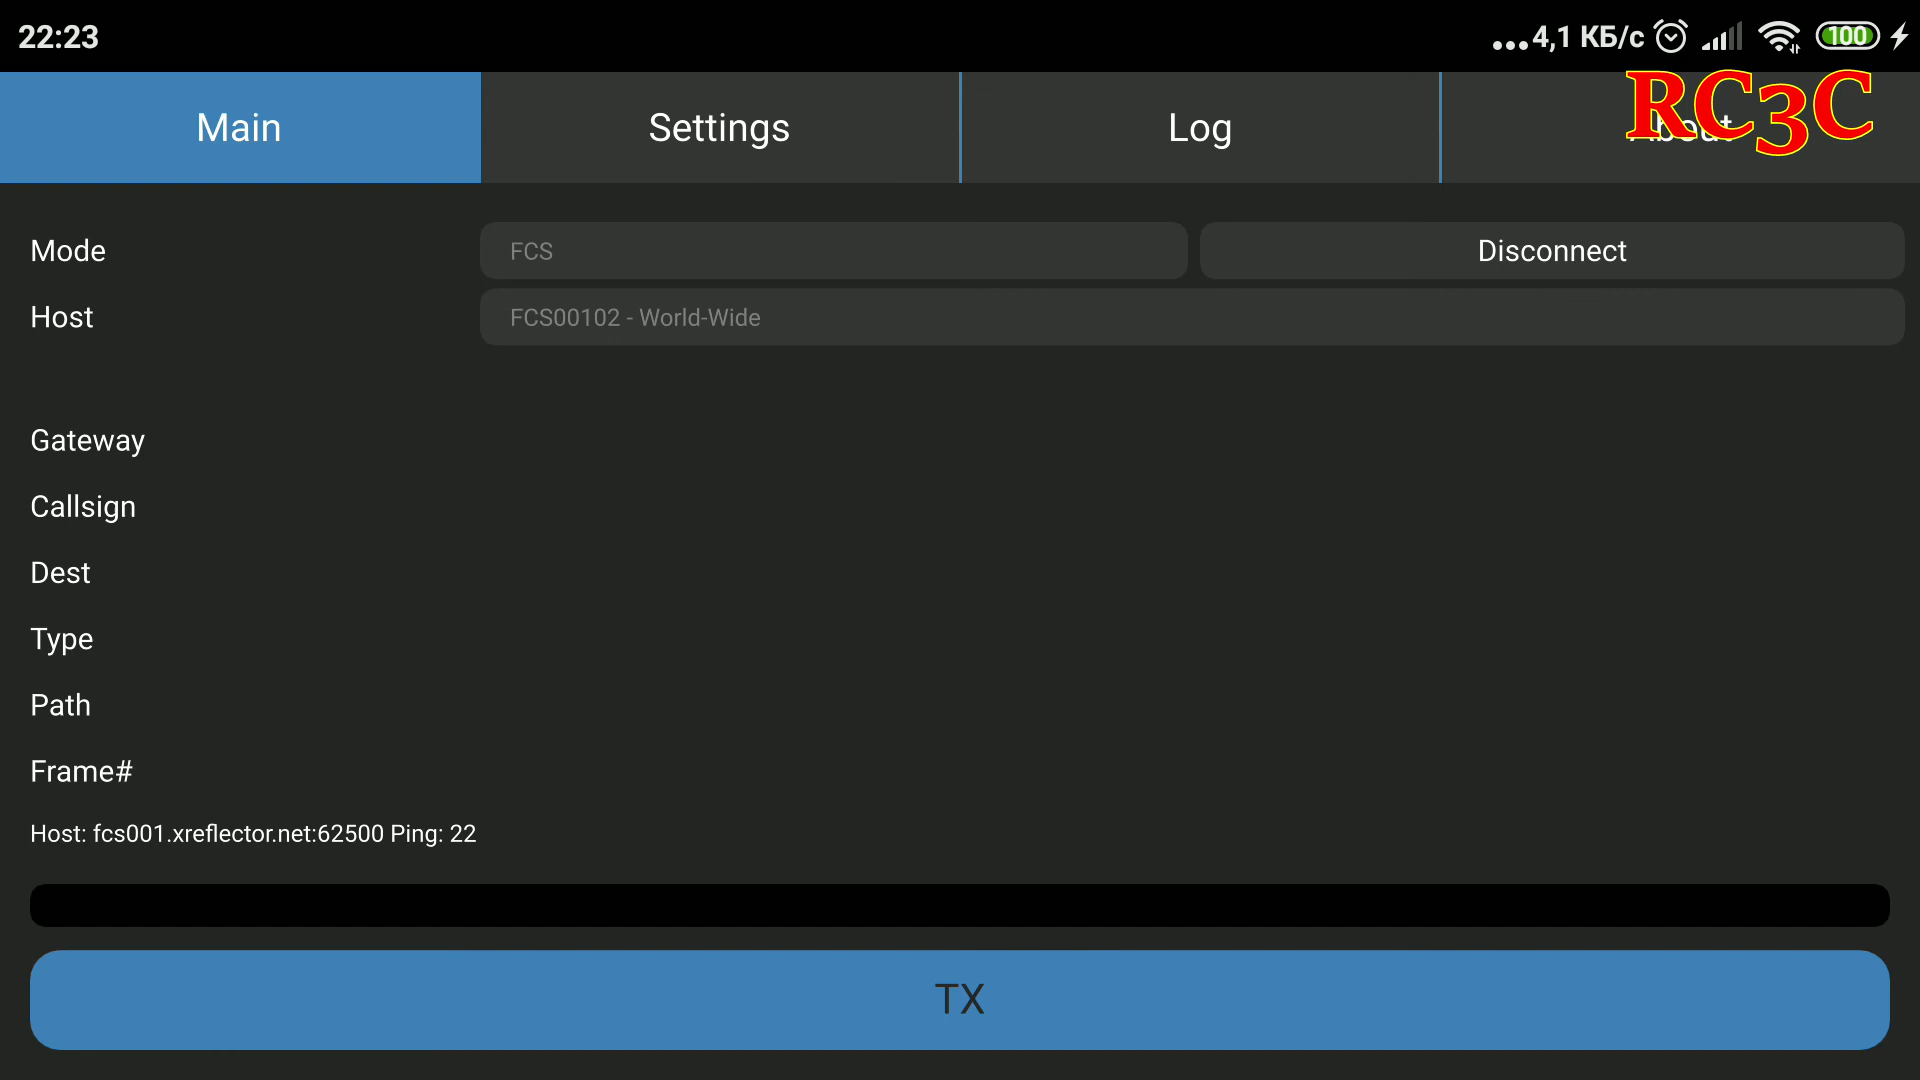 22:23
...4,1 КБ/с 100
Main Settings Log About
RC3C
Mode FCS Disconnect
Host FCS00102 - World-Wide
Gateway
Callsign
Dest
Type
Path
Frame#
Host: fcs001.xreflector.net:62500 Ping: 22
TX